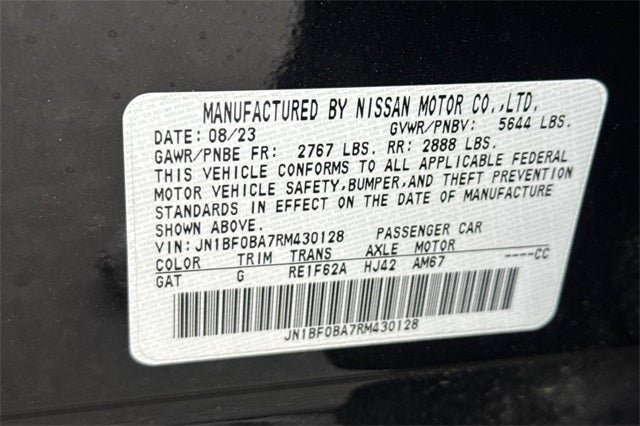 MANUFACTURED BY NISSAN MOTOR CO.,LTD.
DATE: 08/23 GVWR/PNBV: 5644 LBS.
GAWR/PNBE FR: 2767 LBS. RR: 2888 LBS.
THIS VEHICLE CONFORMS TO ALL APPLICABLE FEDERAL
MOTOR VEHICLE SAFETY,BUMPER,AND THEFT PREVENTION
STANDARDS IN EFFECT ON THE DATE OF MANUFACTURE
SHOWN ABOVE.
VIN: JN1BF0BA7RM430128 PASSENGER CAR
COLOR TRIM TRANS AXLE MOTOR
GAT G RE1F62A HJ42 AM67 ----CC
JN1BF0BA7RM430128